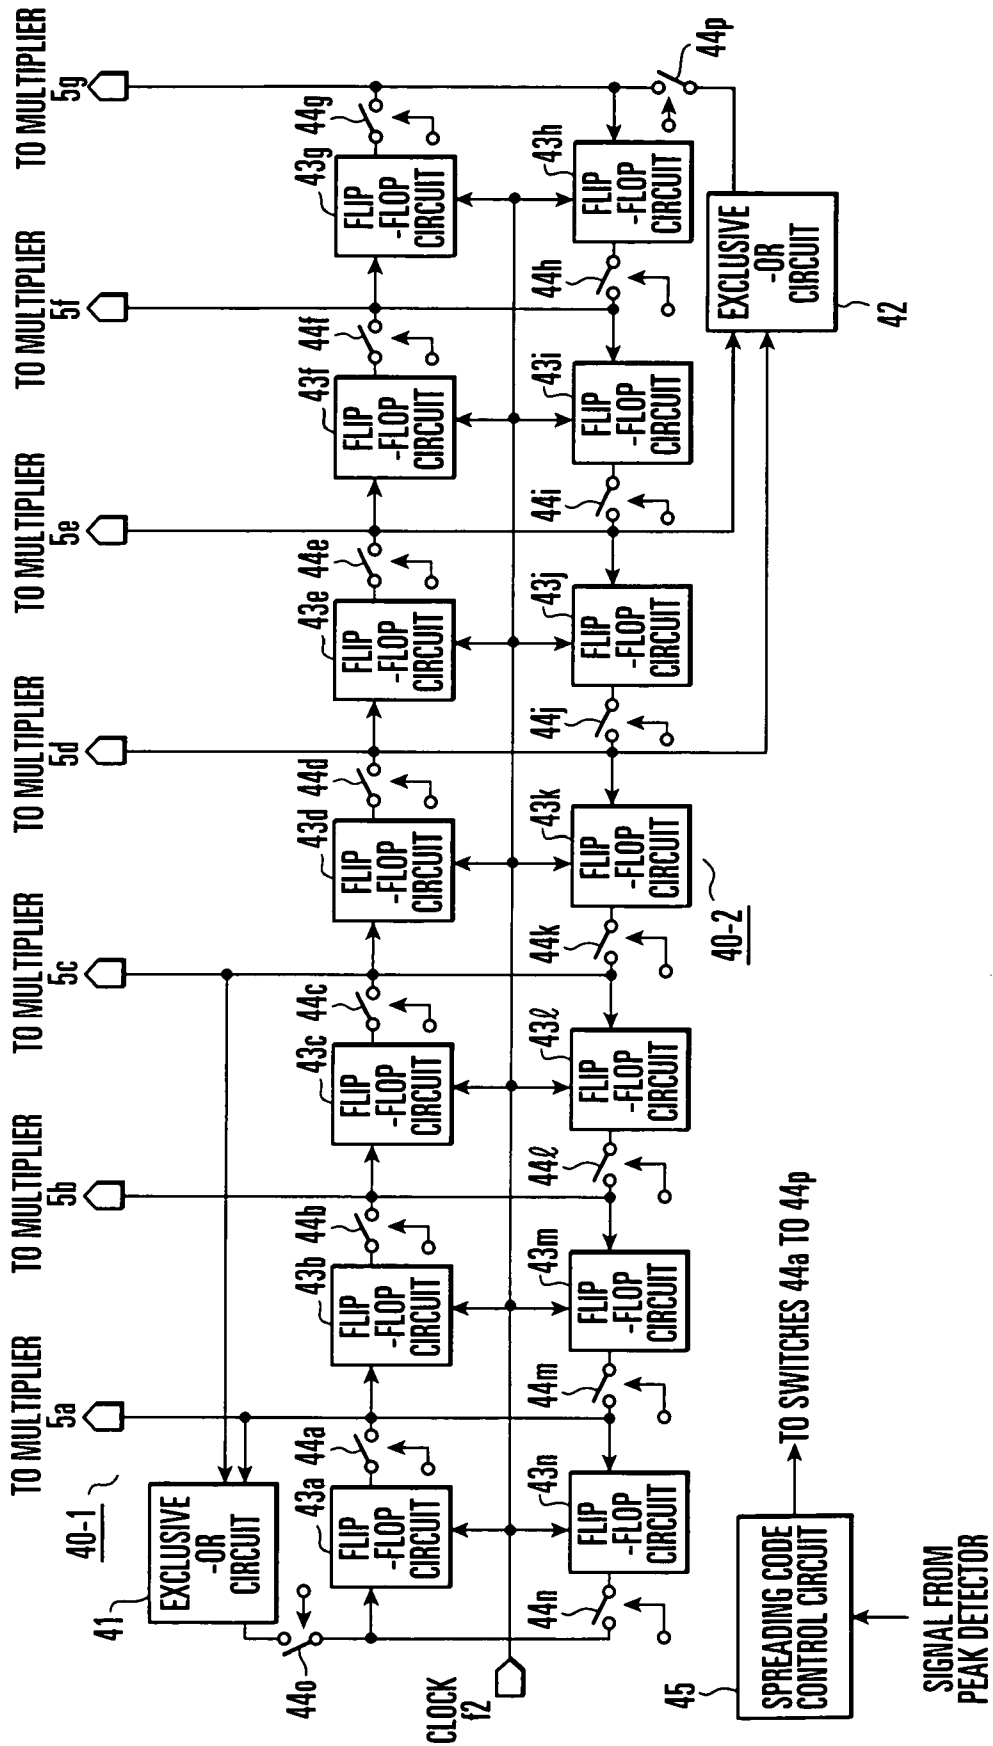 TO MULTIPLIER
5a
TO MULTIPLIER
5b
TO MULTIPLIER
5c
TO MULTIPLIER
5d
TO MULTIPLIER
5e
TO MULTIPLIER
5f
TO MULTIPLIER
5g
40-1
41
EXCLUSIVE
-OR
CIRCUIT
44o
43a
FLIP
-FLOP
CIRCUIT
44a
43b
FLIP
-FLOP
CIRCUIT
44b
43c
FLIP
-FLOP
CIRCUIT
44c
43d
FLIP
-FLOP
CIRCUIT
44d
43e
FLIP
-FLOP
CIRCUIT
44e
43f
FLIP
-FLOP
CIRCUIT
44f
43g
FLIP
-FLOP
CIRCUIT
44g
CLOCK
f2
44n
43n
FLIP
-FLOP
CIRCUIT
44m
43m
FLIP
-FLOP
CIRCUIT
44ℓ
43ℓ
FLIP
-FLOP
CIRCUIT
44k
43k
FLIP
-FLOP
CIRCUIT
44j
43j
FLIP
-FLOP
CIRCUIT
44i
43i
FLIP
-FLOP
CIRCUIT
44h
43h
FLIP
-FLOP
CIRCUIT
44p
40-2
EXCLUSIVE
-OR
CIRCUIT
42
45
SPREADING CODE
CONTROL CIRCUIT
TO SWITCHES 44a TO 44p
SIGNAL FROM
PEAK DETECTOR